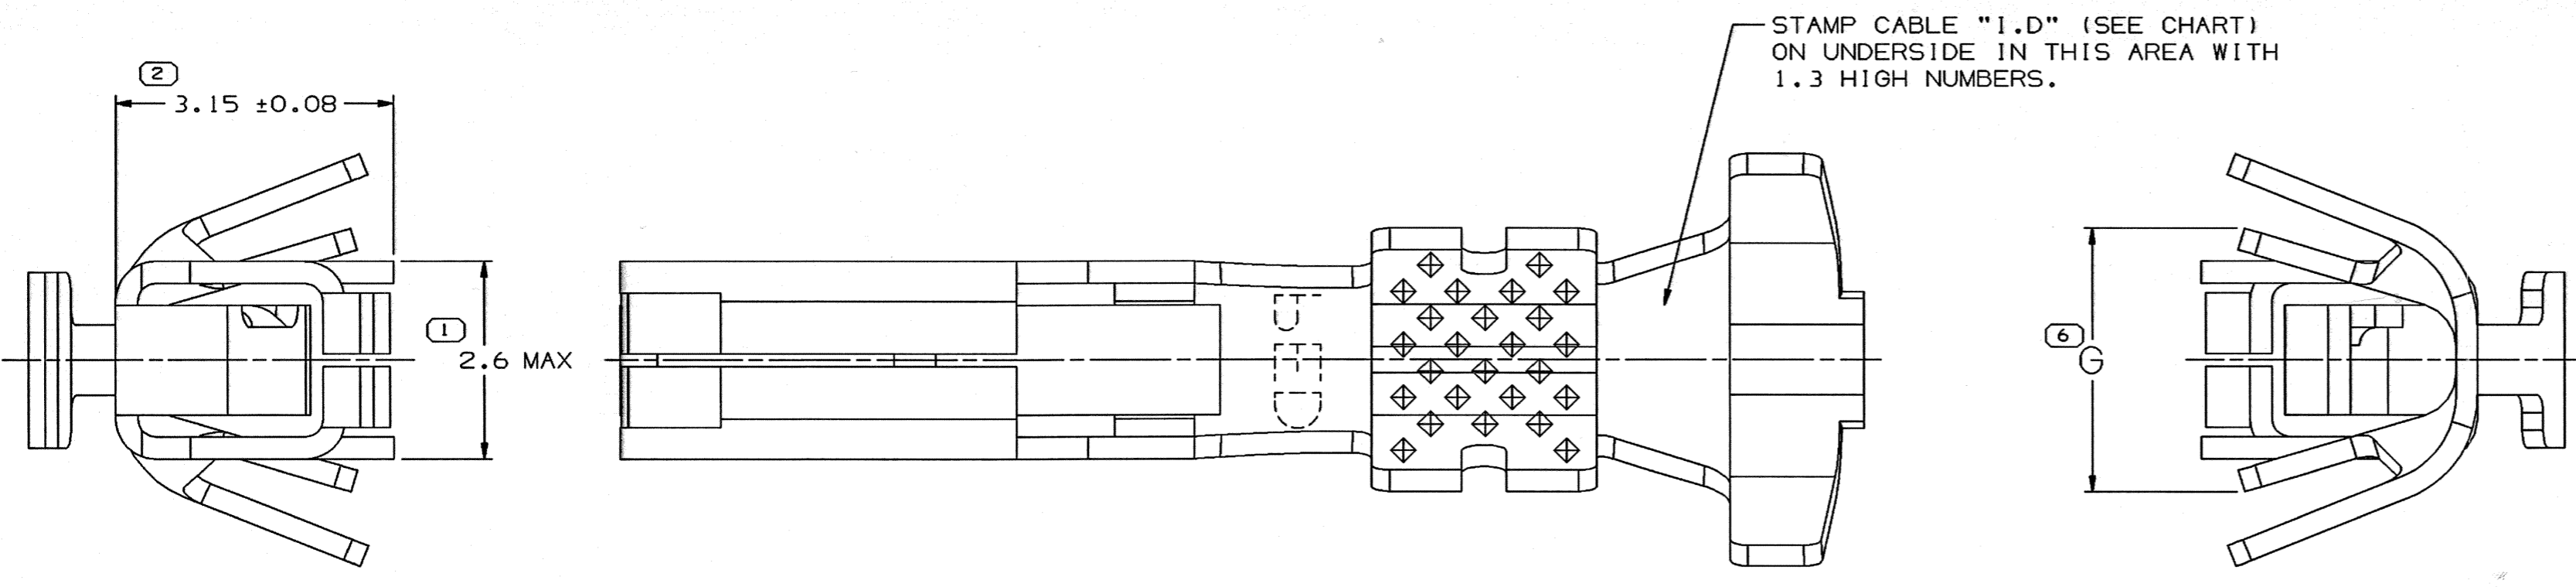 STAMP CABLE "I.D" (SEE CHART)
ON UNDERSIDE IN THIS AREA WITH
1.3 HIGH NUMBERS.
2
3.15 ±0.08
1
2.6 MAX
6
G